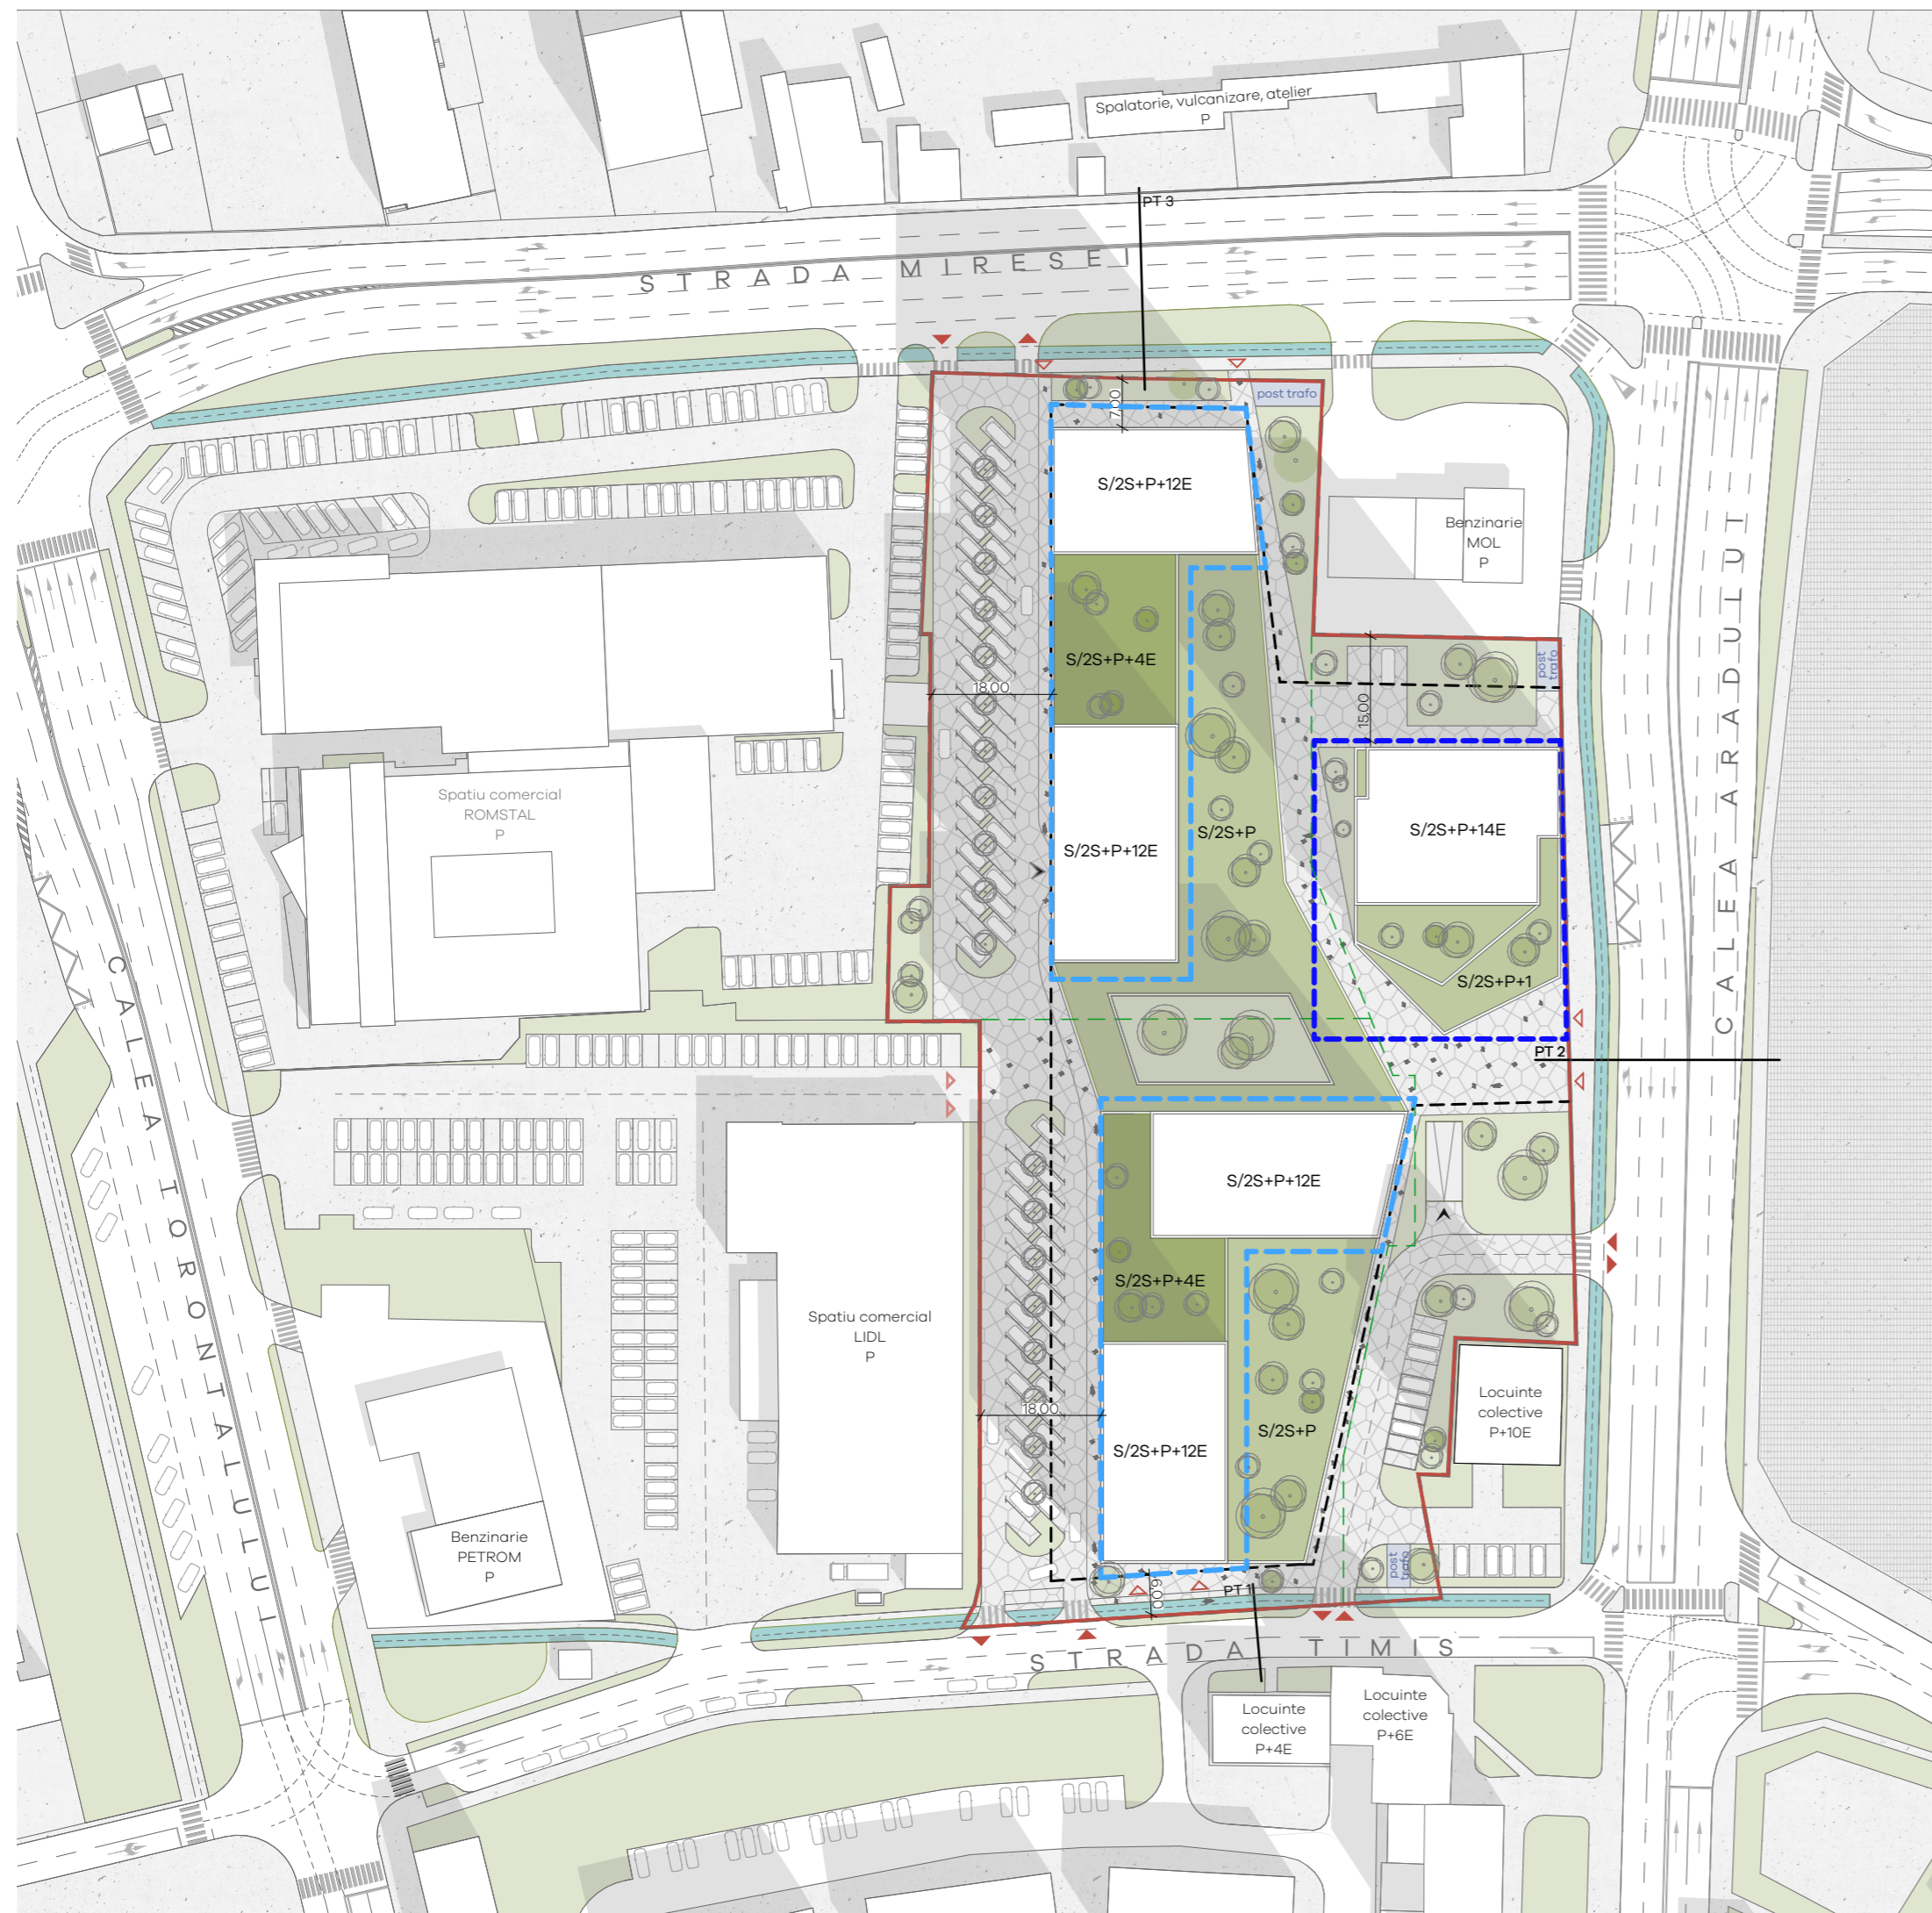 Spalatorie, vulcanizare, atelier
P
PT 3
STRADA MIRESEI
post trafo
7.00
S/2S+P+12E
Benzinarie
MOL
P
S/2S+P+4E
post
trafo
18.00
15.00
CALEA ARADULUI
Spatiu comercial
ROMSTAL
P
S/2S+P
S/2S+P+14E
S/2S+P+12E
S/2S+P+1
CALEA TORONTALULUI
PT 2
S/2S+P+12E
S/2S+P+4E
Spatiu comercial
LIDL
P
Locuinte
colective
P+10E
18.00
S/2S+P
S/2S+P+12E
Benzinarie
PETROM
P
post
trafo
6.00
PT 1
STRADA TIMIS
Locuinte
colective
P+4E
Locuinte
colective
P+6E